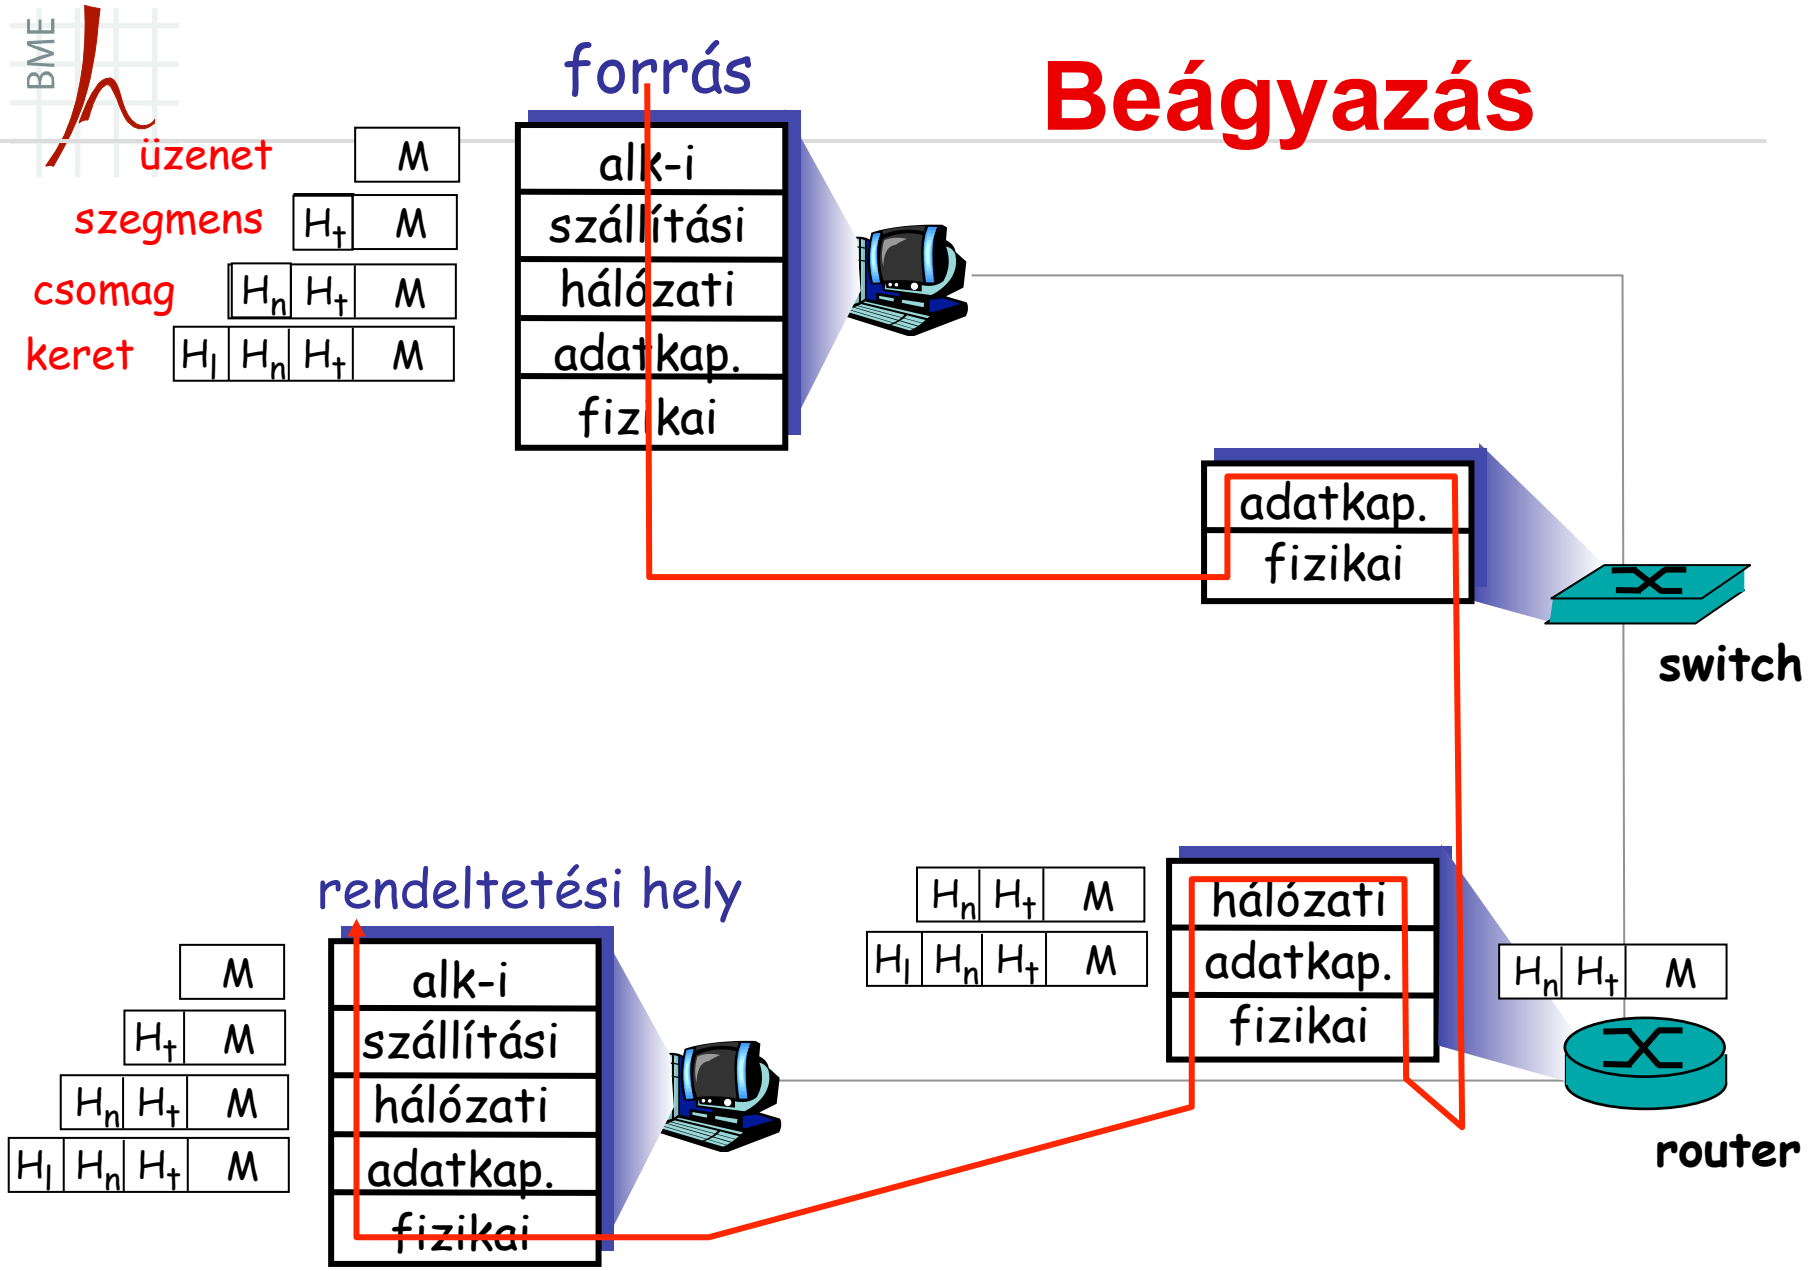 BME
forrás
Beágyazás
üzenet M
szegmens Ht M
csomag Hn Ht M
keret Hl Hn Ht M
alk-i
szállítási
hálózati
adatkap.
fizikai
adatkap.
fizikai
switch
rendeltetési hely
M
Ht M
Hn Ht M
Hl Hn Ht M
alk-i
szállítási
hálózati
adatkap.
fizikai
Hn Ht M
Hl Hn Ht M
hálózati
adatkap.
fizikai
Hn Ht M
router